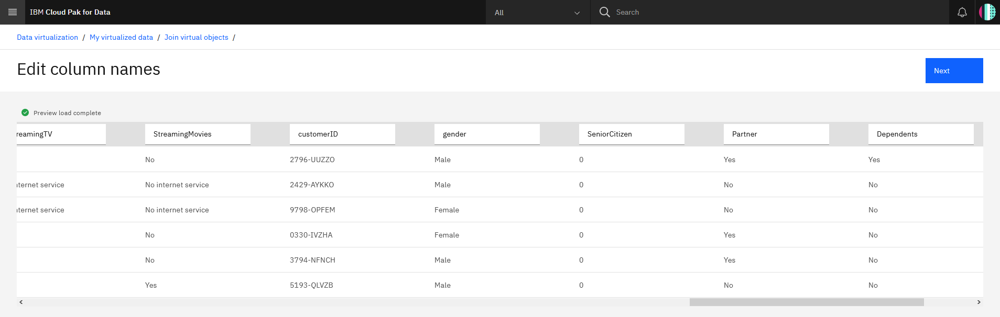 IBM Cloud Pak for Data All Search
Data virtualization / My virtualized data / Join virtual objects /
Edit column names Next
Preview load complete
reamingTV StreamingMovies customerID gender SeniorCitizen Partner Dependents
No 2796-UUZZO Male 0 Yes Yes
nternet service No internet service 2429-AYKKO Male 0 No No
nternet service No internet service 9798-OPFEM Female 0 No No
No 0330-IVZHA Female 0 Yes No
No 3794-NFNCH Male 0 Yes No
Yes 5193-QLVZB Male 0 No No